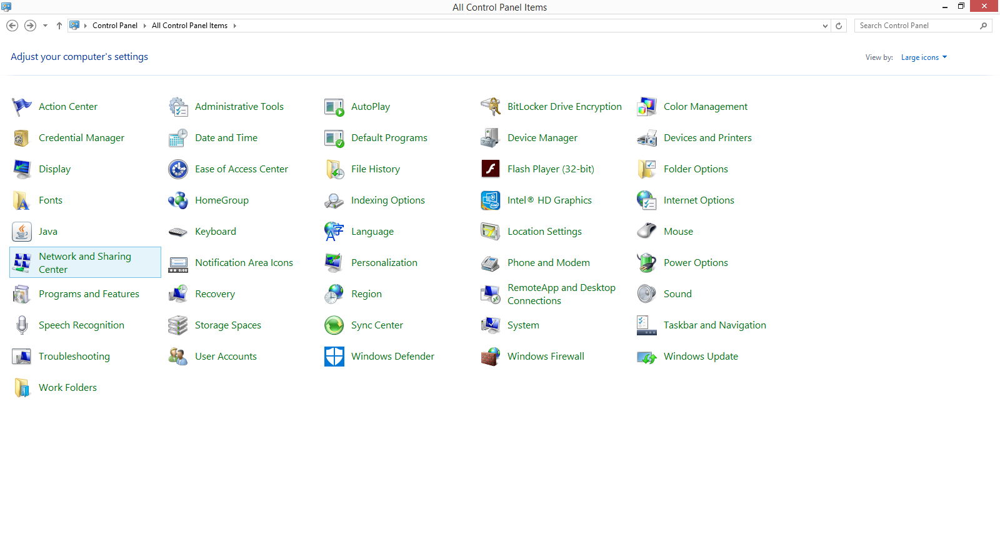 All Control Panel Items
Control Panel All Control Panel Items
Search Control Panel
Adjust your computer's settings
View by: Large icons
Action Center
Administrative Tools
AutoPlay
BitLocker Drive Encryption
Color Management
Credential Manager
Date and Time
Default Programs
Device Manager
Devices and Printers
Display
Ease of Access Center
File History
Flash Player (32-bit)
Folder Options
Fonts
HomeGroup
Indexing Options
Intel® HD Graphics
Internet Options
Java
Keyboard
Language
Location Settings
Mouse
Network and Sharing
Center
Notification Area Icons
Personalization
Phone and Modem
Power Options
Programs and Features
Recovery
Region
RemoteApp and Desktop
Connections
Sound
Speech Recognition
Storage Spaces
Sync Center
System
Taskbar and Navigation
Troubleshooting
User Accounts
Windows Defender
Windows Firewall
Windows Update
Work Folders